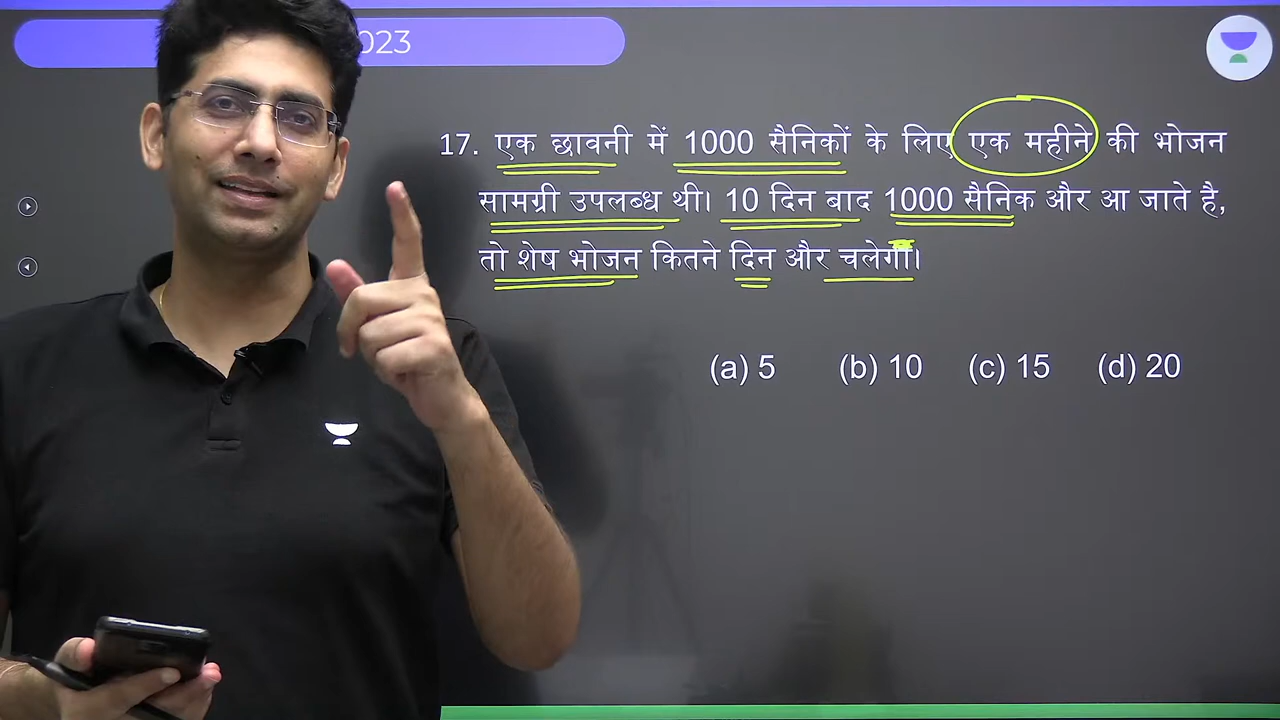 023
17. एक छावनी में 1000 सैनिकों के लिए एक महीने की भोजन
सामग्री उपलब्ध थी। 10 दिन बाद 1000 सैनिक और आ जाते है,
तो शेष भोजन कितने दिन और चलेगी।
(a) 5 (b) 10 (c) 15 (d) 20